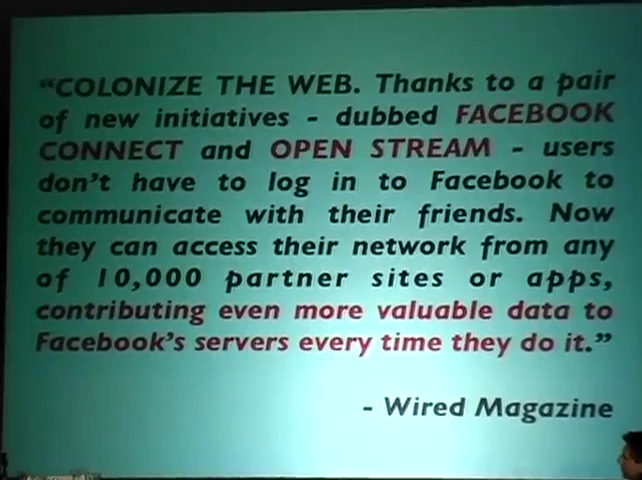 “COLONIZE THE WEB. Thanks to a pair
of new initiatives - dubbed FACEBOOK
CONNECT and OPEN STREAM - users
don’t have to log in to Facebook to
communicate with their friends. Now
they can access their network from any
of 10,000 partner sites or apps,
contributing even more valuable data to
Facebook’s servers every time they do it.”
- Wired Magazine